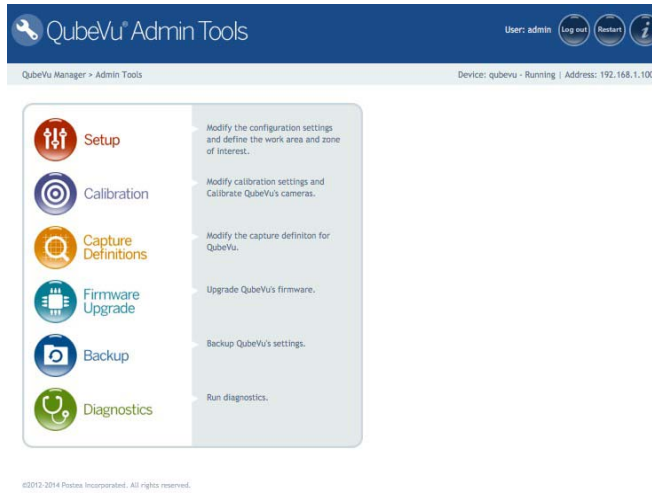 QubeVu® Admin Tools
User: admin
Log out
Restart
i
QubeVu Manager > Admin Tools
Device: qubevu - Running | Address: 192.168.1.100
Setup
Modify the configuration settings
and define the work area and zone
of interest.
Calibration
Modify calibration settings and
Calibrate QubeVu's cameras.
Capture
Definitions
Modify the capture definiton for
QubeVu.
Firmware
Upgrade
Upgrade QubeVu's firmware.
Backup
Backup QubeVu's settings.
Diagnostics
Run diagnostics.
©2012-2014 Postea Incorporated. All rights reserved.